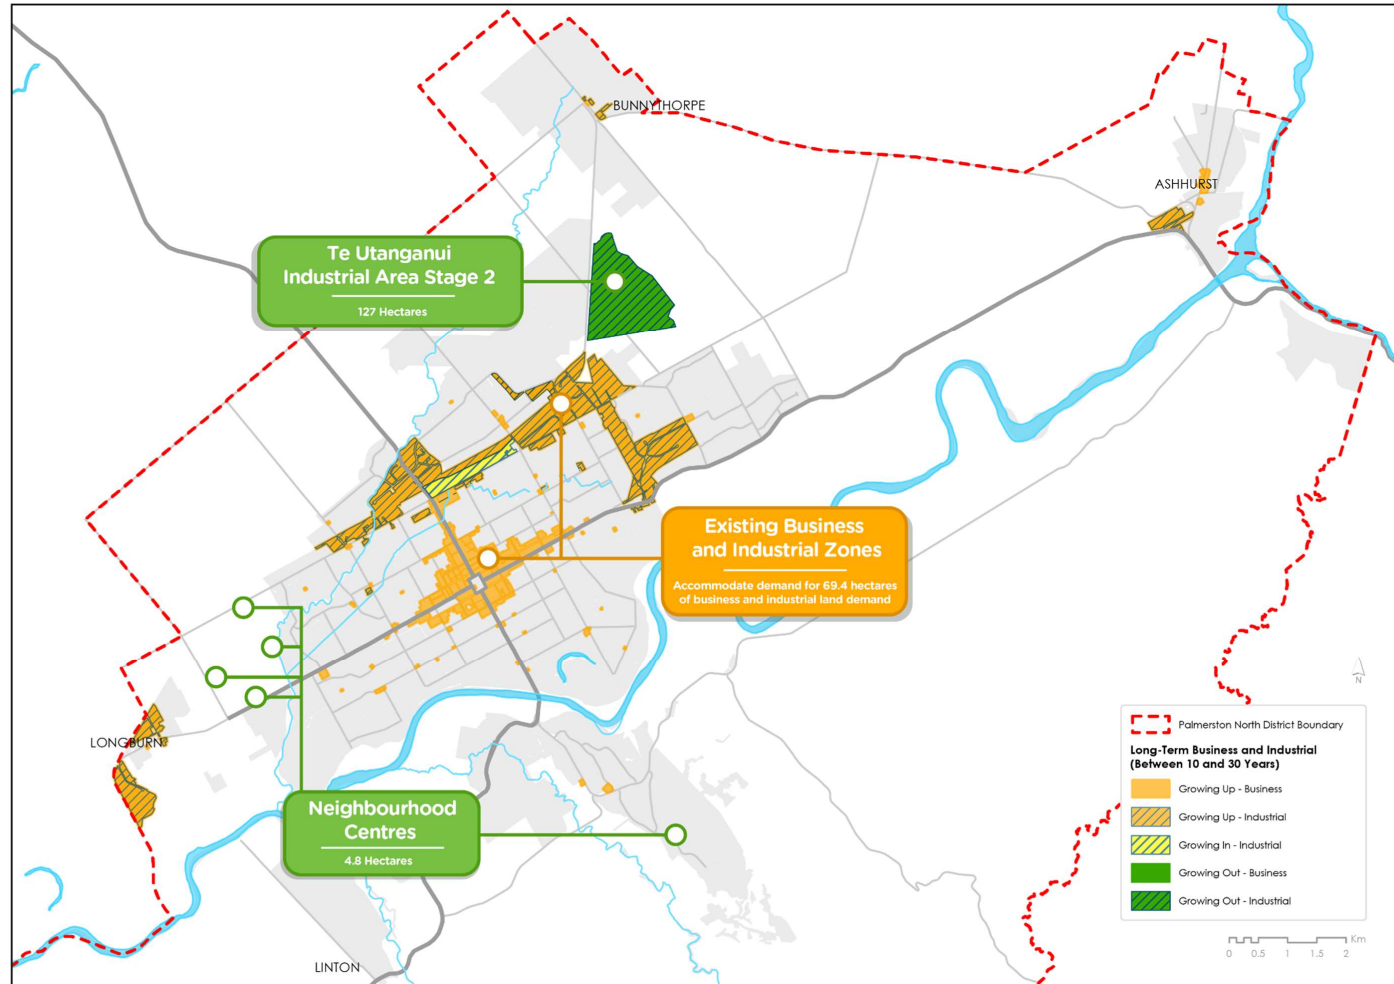 BUNNYTHORPE
ASHHURST
Te Utanganui
Industrial Area Stage 2
127 Hectares
Existing Business
and Industrial Zones
Accommodate demand for 69.4 hectares
of business and industrial land demand
LONGBURN
Neighbourhood
Centres
4.8 Hectares
LINTON
N
Palmerston North District Boundary
Long-Term Business and Industrial
(Between 10 and 30 Years)
Growing Up - Business
Growing Up - Industrial
Growing In - Industrial
Growing Out - Business
Growing Out - Industrial
Km
0 0.5 1 1.5 2